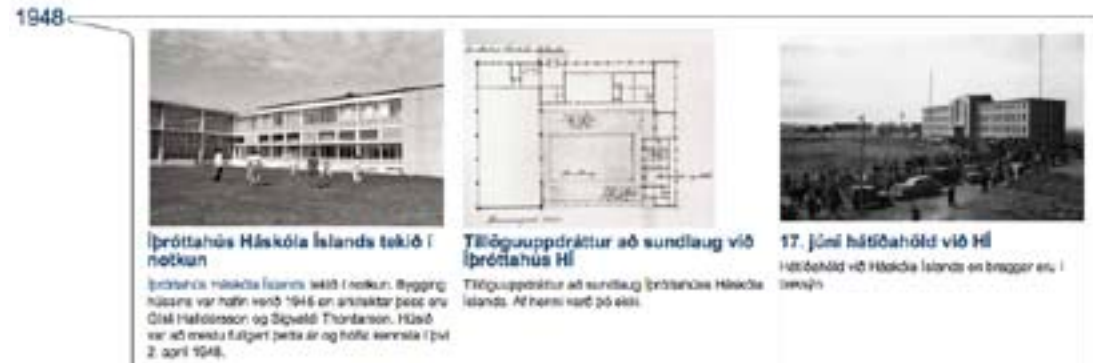 1948
Íþróttahús Háskóla Íslands tekið í
notkun
Íþróttahús Háskóla Íslands tekið í notkun. Bygging
hússins var hafin verið 1946 en arkitektar þess eru
Gísli Halldórsson og Sigvaldi Thordarson. Húsið
var að mestu fullgert þetta ár og hófst kennsla í því
2. apríl 1948.
Tillöguuppdráttur að sundlaug við
Íþróttahús HÍ
Tillöguuppdráttur að sundlaug Íþróttahúss Háskóla
Íslands. Af henni varð þó ekki.
17. júní hátíðahöld við HÍ
Hátíðahöld við Háskóla Íslands en braggar eru í
baksýn